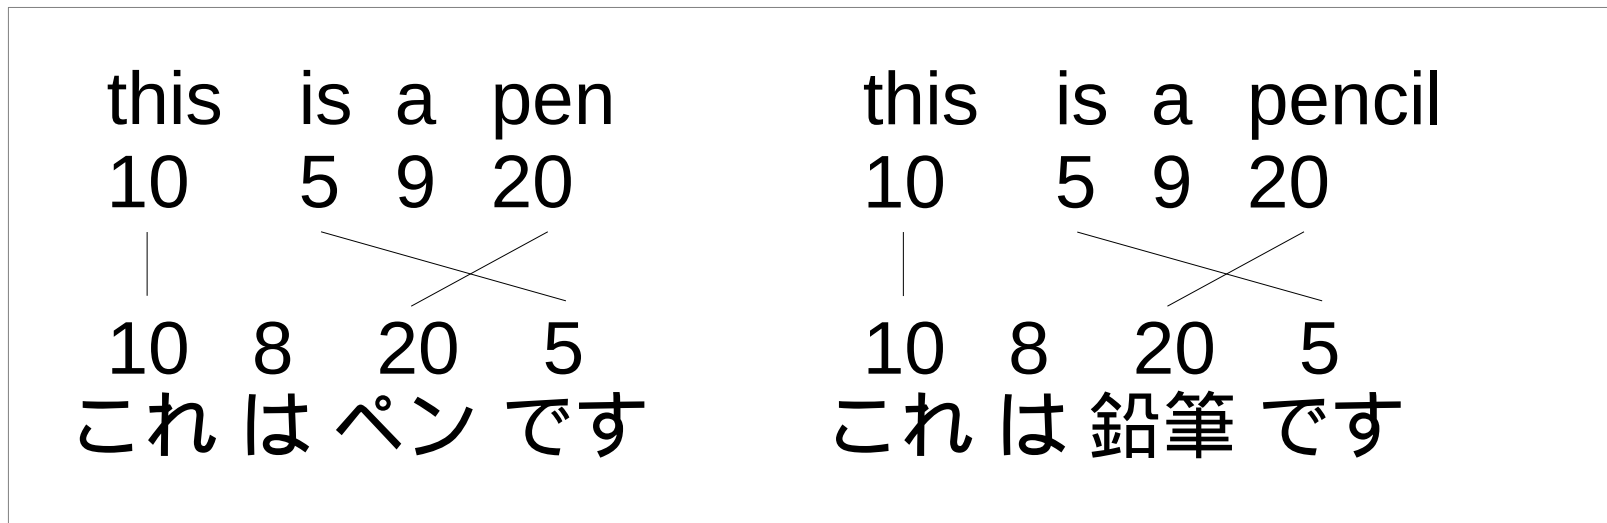 this is a pen
10 5 9 20
10 8 20 5
これ は ペン です
this is a pencil
10 5 9 20
10 8 20 5
これ は 鉛筆 です